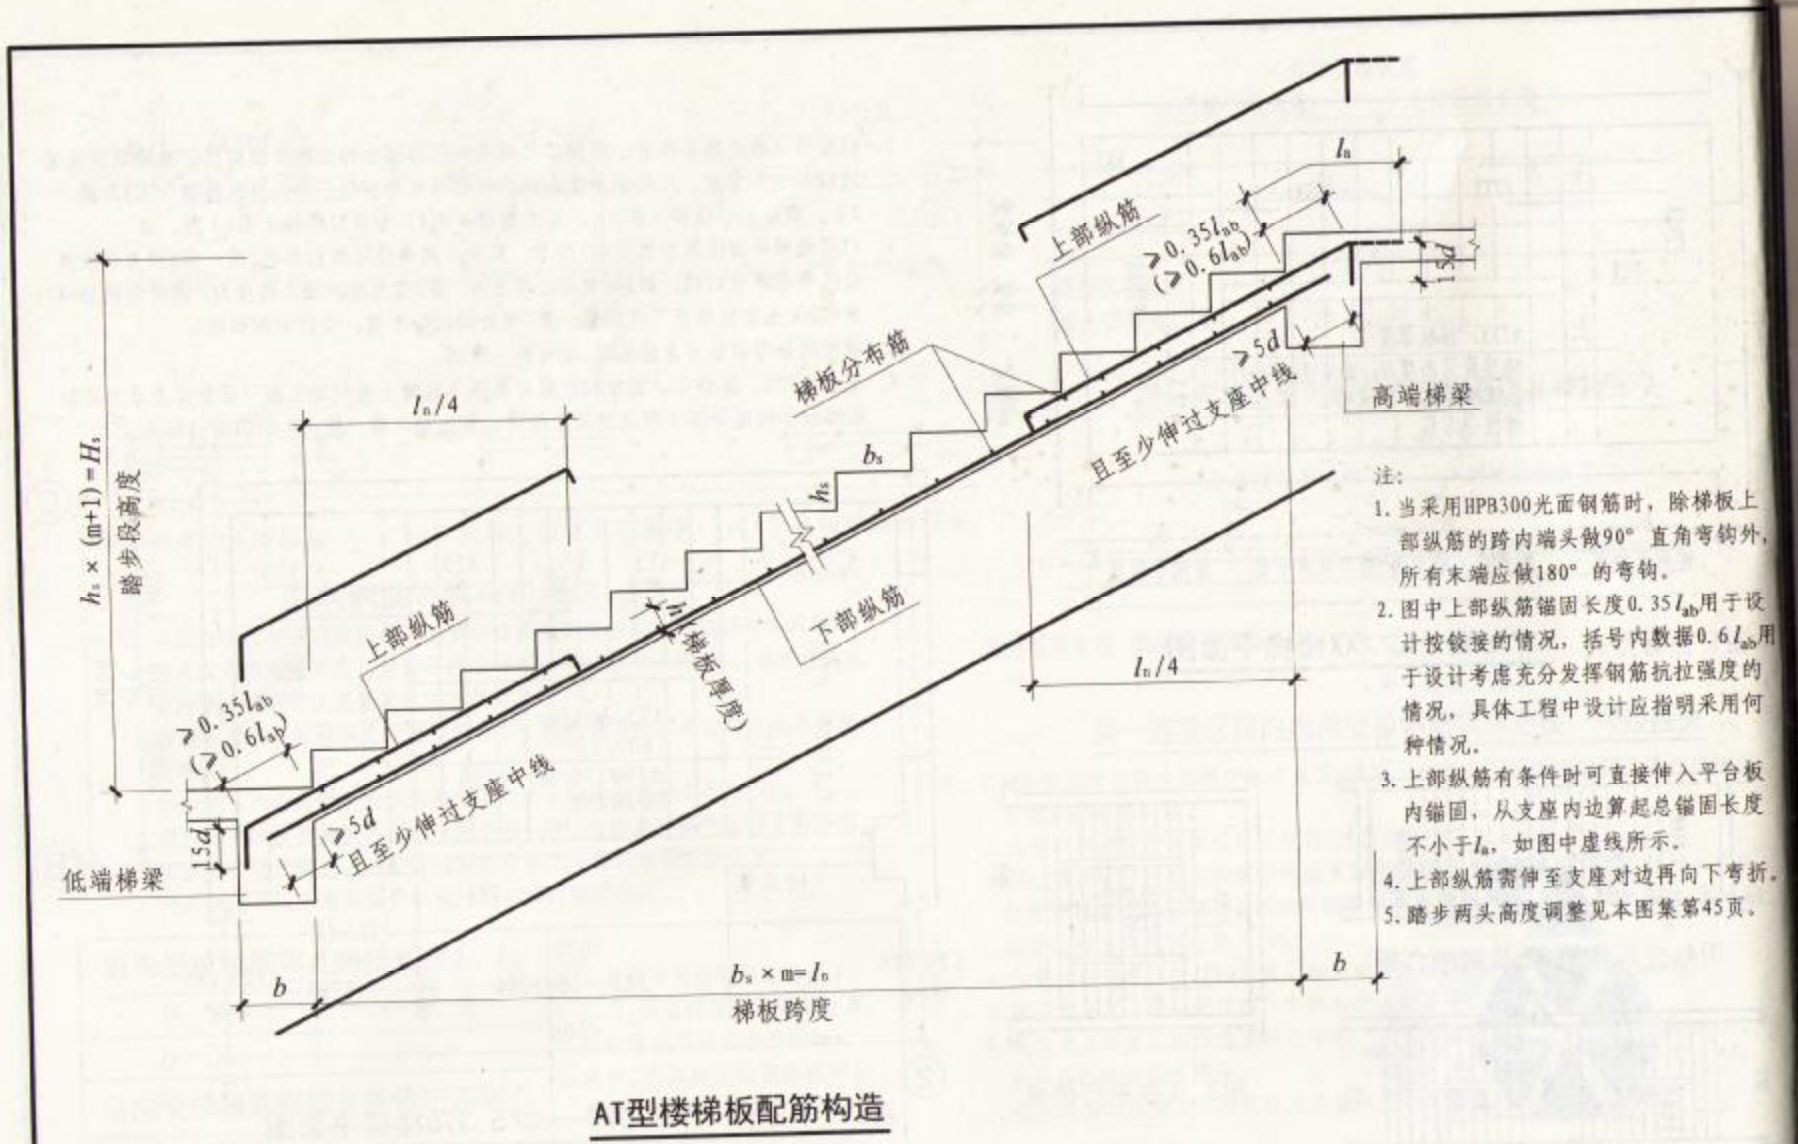 lₐ
上部纵筋
≥0.35lab
(≥0.6lab)
15d
梯板分布筋
≥5d
且至少伸过支座中线
高端梯梁
lₙ/4
hₛ×(m+1)=Hₛ
踏步段高度
bₛ
hₛ
上部纵筋
h(梯板厚度)
下部纵筋
lₙ/4
≥0.35lab
(≥0.6lab)
15d
≥5d
且至少伸过支座中线
低端梯梁
b
bₛ×m=lₙ
梯板跨度
b
注:
1.当采用HPB300光面钢筋时，除梯板上
部纵筋的跨内端头做90°直角弯钩外，
所有末端应做180°的弯钩。
2.图中上部纵筋锚固长度0.35lab用于设
计按铰接的情况，括号内数据0.6lab用
于设计考虑充分发挥钢筋抗拉强度的
情况，具体工程中设计应指明采用何
种情况。
3.上部纵筋有条件时可直接伸入平台板
内锚固，从支座内边算起总锚固长度
不小于lₐ，如图中虚线所示。
4.上部纵筋需伸至支座对边再向下弯折。
5.踏步两头高度调整见本图集第45页。
AT型楼梯板配筋构造